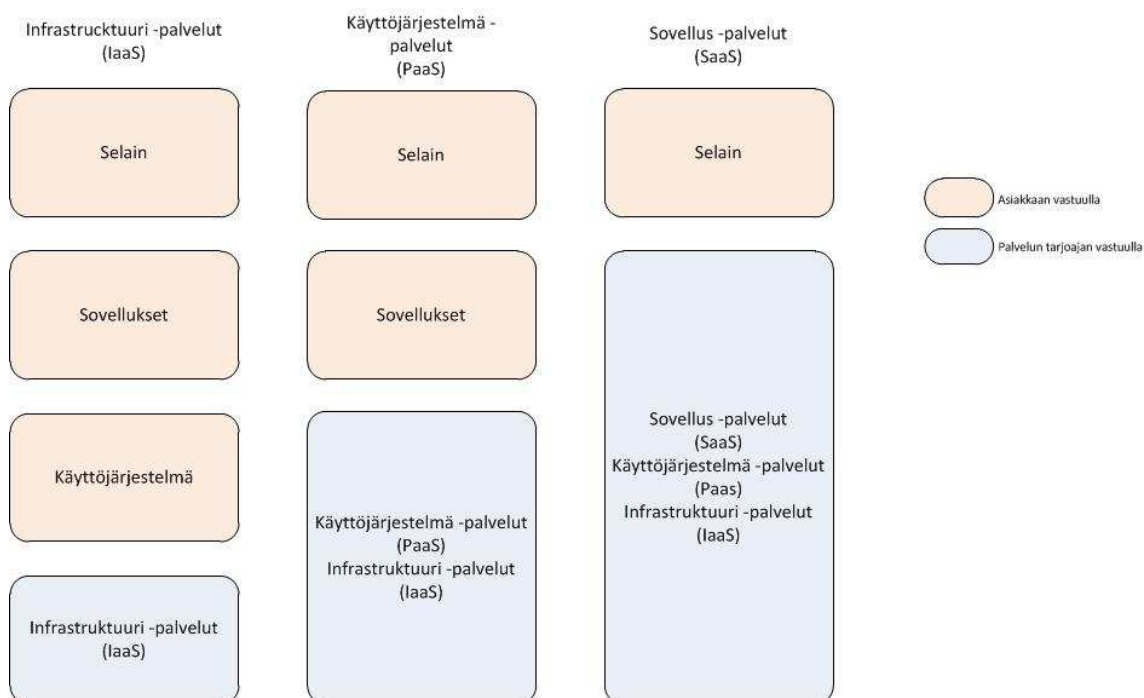 Infrastrucktuuri -palvelut
(IaaS)
Käyttöjärjestelmä -
palvelut
(PaaS)
Sovellus -palvelut
(SaaS)
Selain
Selain
Selain
Asiakkaan vastuulla
Palvelun tarjoajan vastuulla
Sovellukset
Sovellukset
Käyttöjärjestelmä
Infrastruktuuri -palvelut
(IaaS)
Käyttöjärjestelmä -palvelut
(PaaS)
Infrastruktuuri -palvelut
(IaaS)
Sovellus -palvelut
(SaaS)
Käyttöjärjestelmä -palvelut
(Paas)
Infrastruktuuri -palvelut
(IaaS)